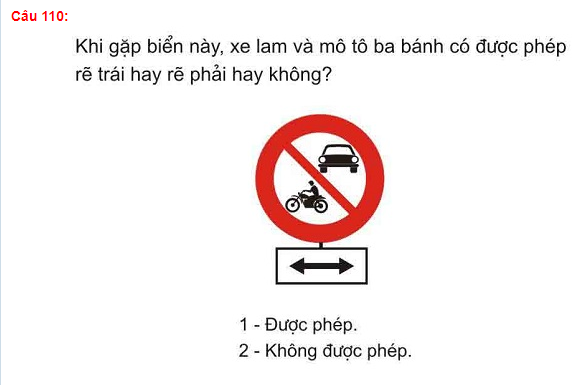 Câu 110:
Khi gặp biển này, xe lam và mô tô ba bánh có được phép
rẽ trái hay rẽ phải hay không?
1 - Được phép.
2 - Không được phép.